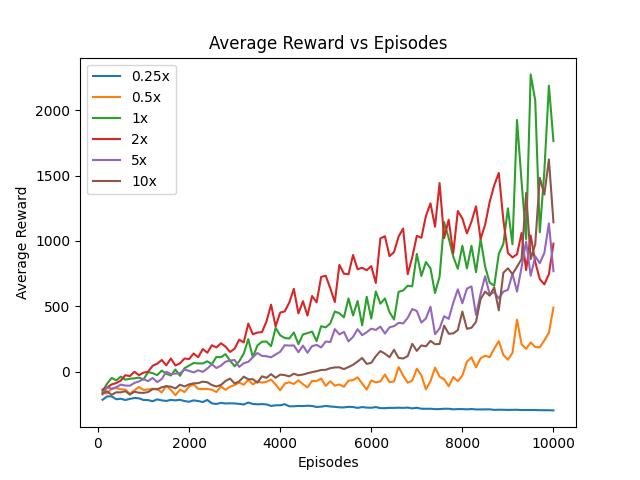 Average Reward vs Episodes
0.25x
0.5x
1x
2x
5x
10x
Average Reward
2000
1500
1000
500
0
0 2000 4000 6000 8000 10000
Episodes